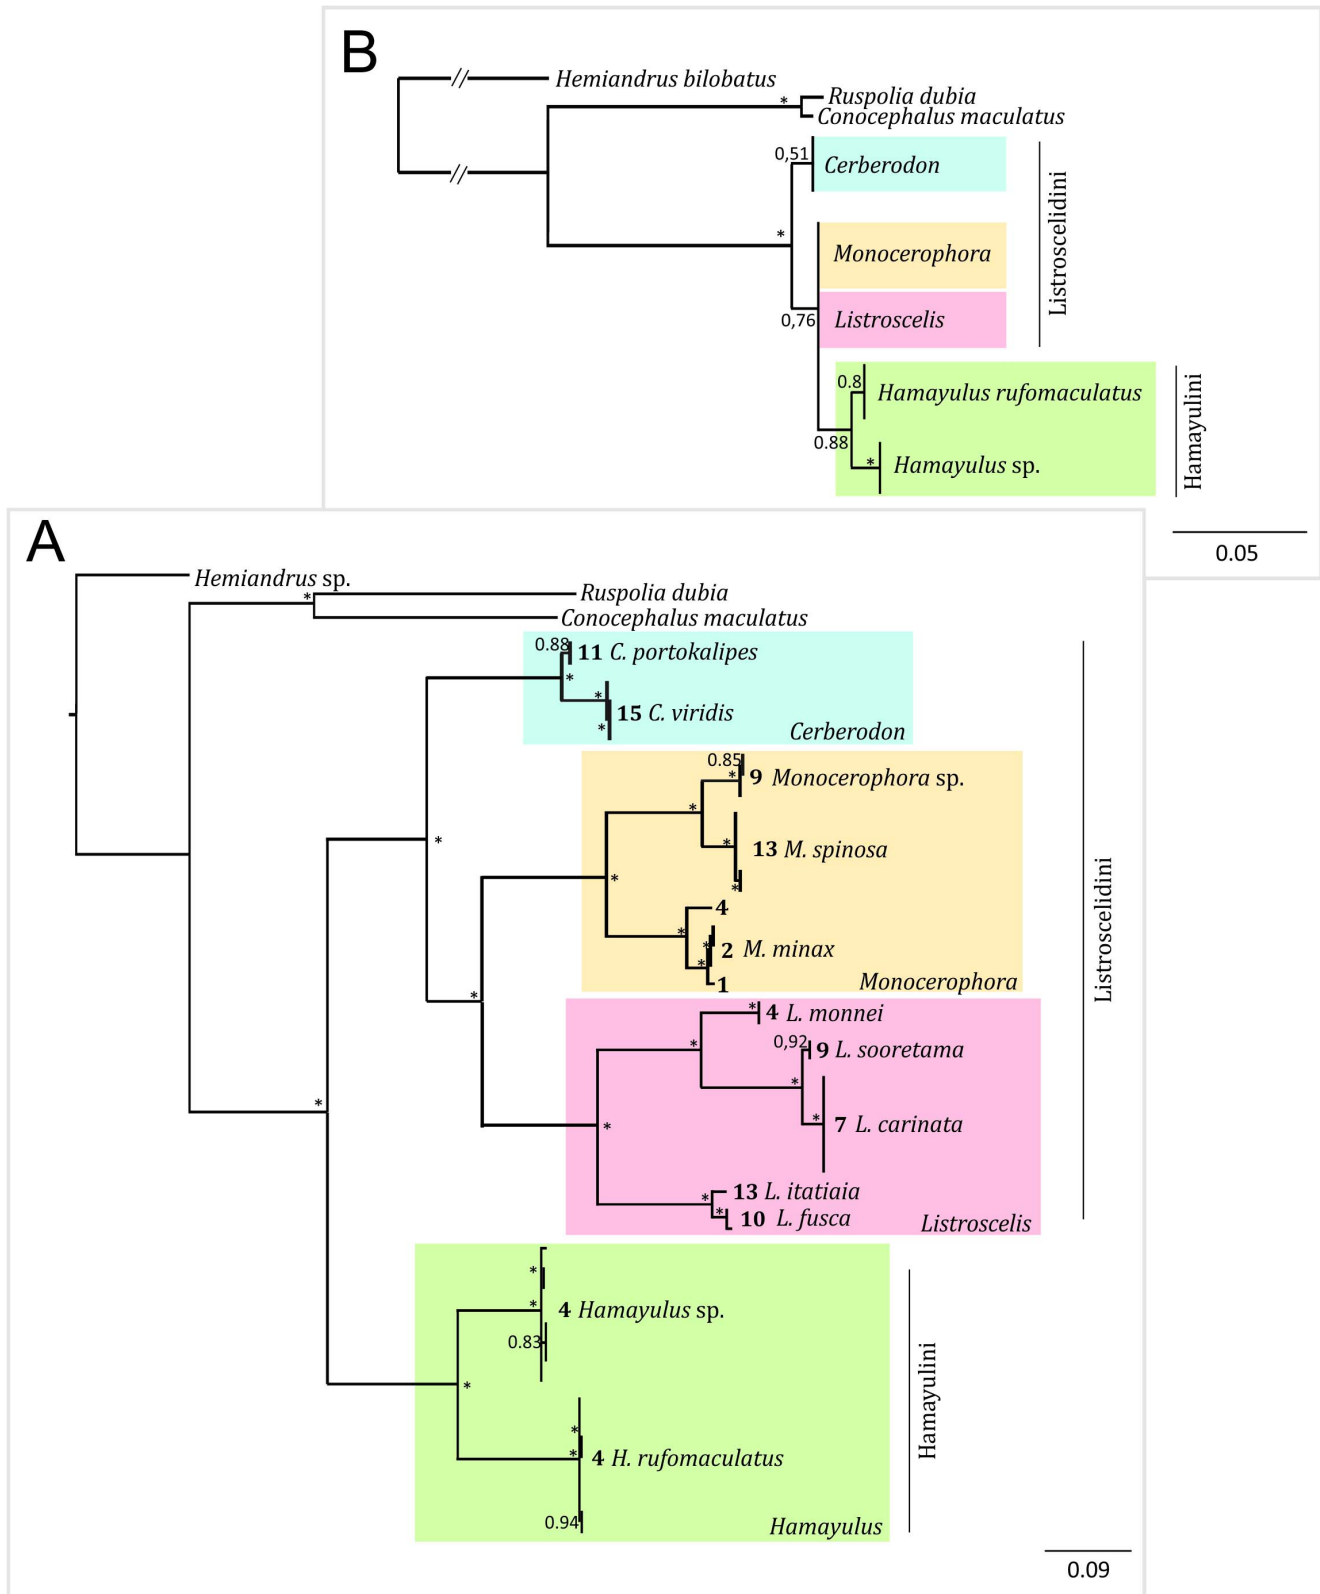 B
Hemiandrus bilobatus
*
Ruspolia dubia
Conocephalus maculatus
0,51
Cerberodon
*
Monocerophora
0,76
Listroscelis
Listroscelidini
0.8
Hamayulus rufomaculatus
0.88
*
Hamayulus sp.
Hamayulini
0.05
A
Hemiandrus sp.
*
Ruspolia dubia
Conocephalus maculatus
0.88
11 C. portokalipes
*
*
15 C. viridis
*
Cerberodon
0.85
*
9 Monocerophora sp.
*
*
13 M. spinosa
*
*
*
4
*
*
2 M. minax
*
1
Monocerophora
*
*
*
4 L. monnei
*
0,92
9 L. sooretama
*
*
7 L. carinata
*
*
13 L. itatiaia
*
10 L. fusca
Listroscelis
Listroscelidini
*
*
*
4 Hamayulus sp.
0.83
*
*
*
4 H. rufomaculatus
0.94
Hamayulus
Hamayulini
0.09